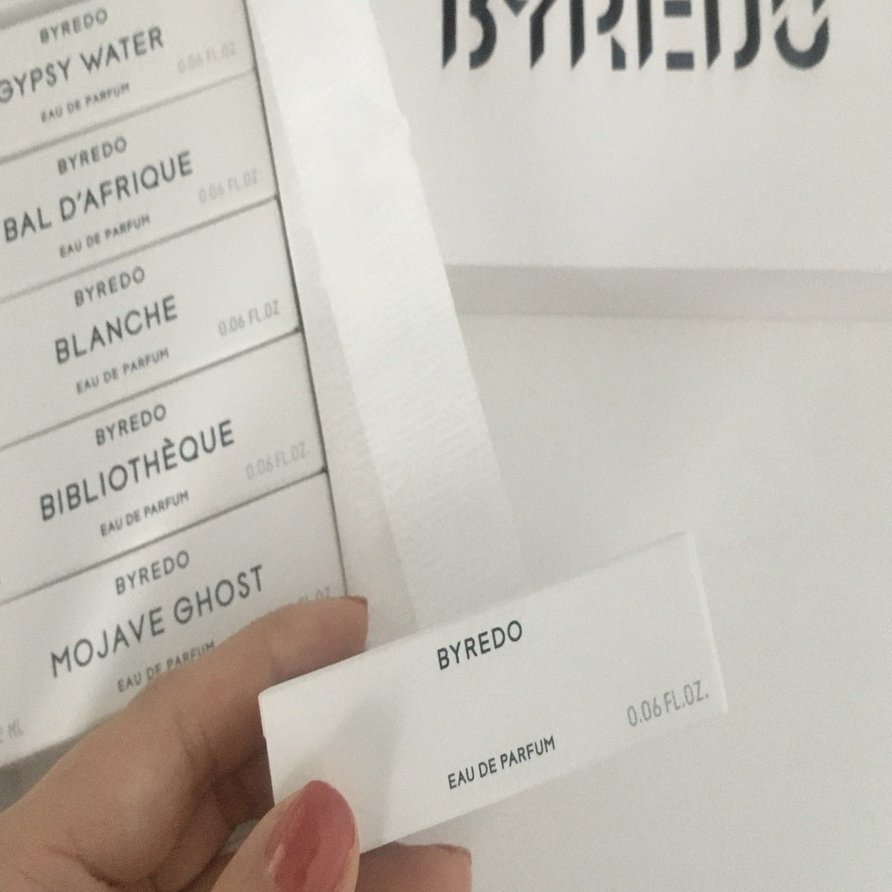 BYREDO
GYPSY WATER
EAU DE PARFUM
0.06 FL.OZ
BYREDO
BAL D'AFRIQUE
EAU DE PARFUM
0.06 FL.OZ
BYREDO
BLANCHE
EAU DE PARFUM
0.06 FL.OZ
BYREDO
BIBLIOTHÈQUE
EAU DE PARFUM
0.06 FL.OZ.
BYREDO
MOJAVE GHOST
EAU DE PARFUM
2 ML
BYREDO
BYREDO
EAU DE PARFUM
0.06 FL.OZ.